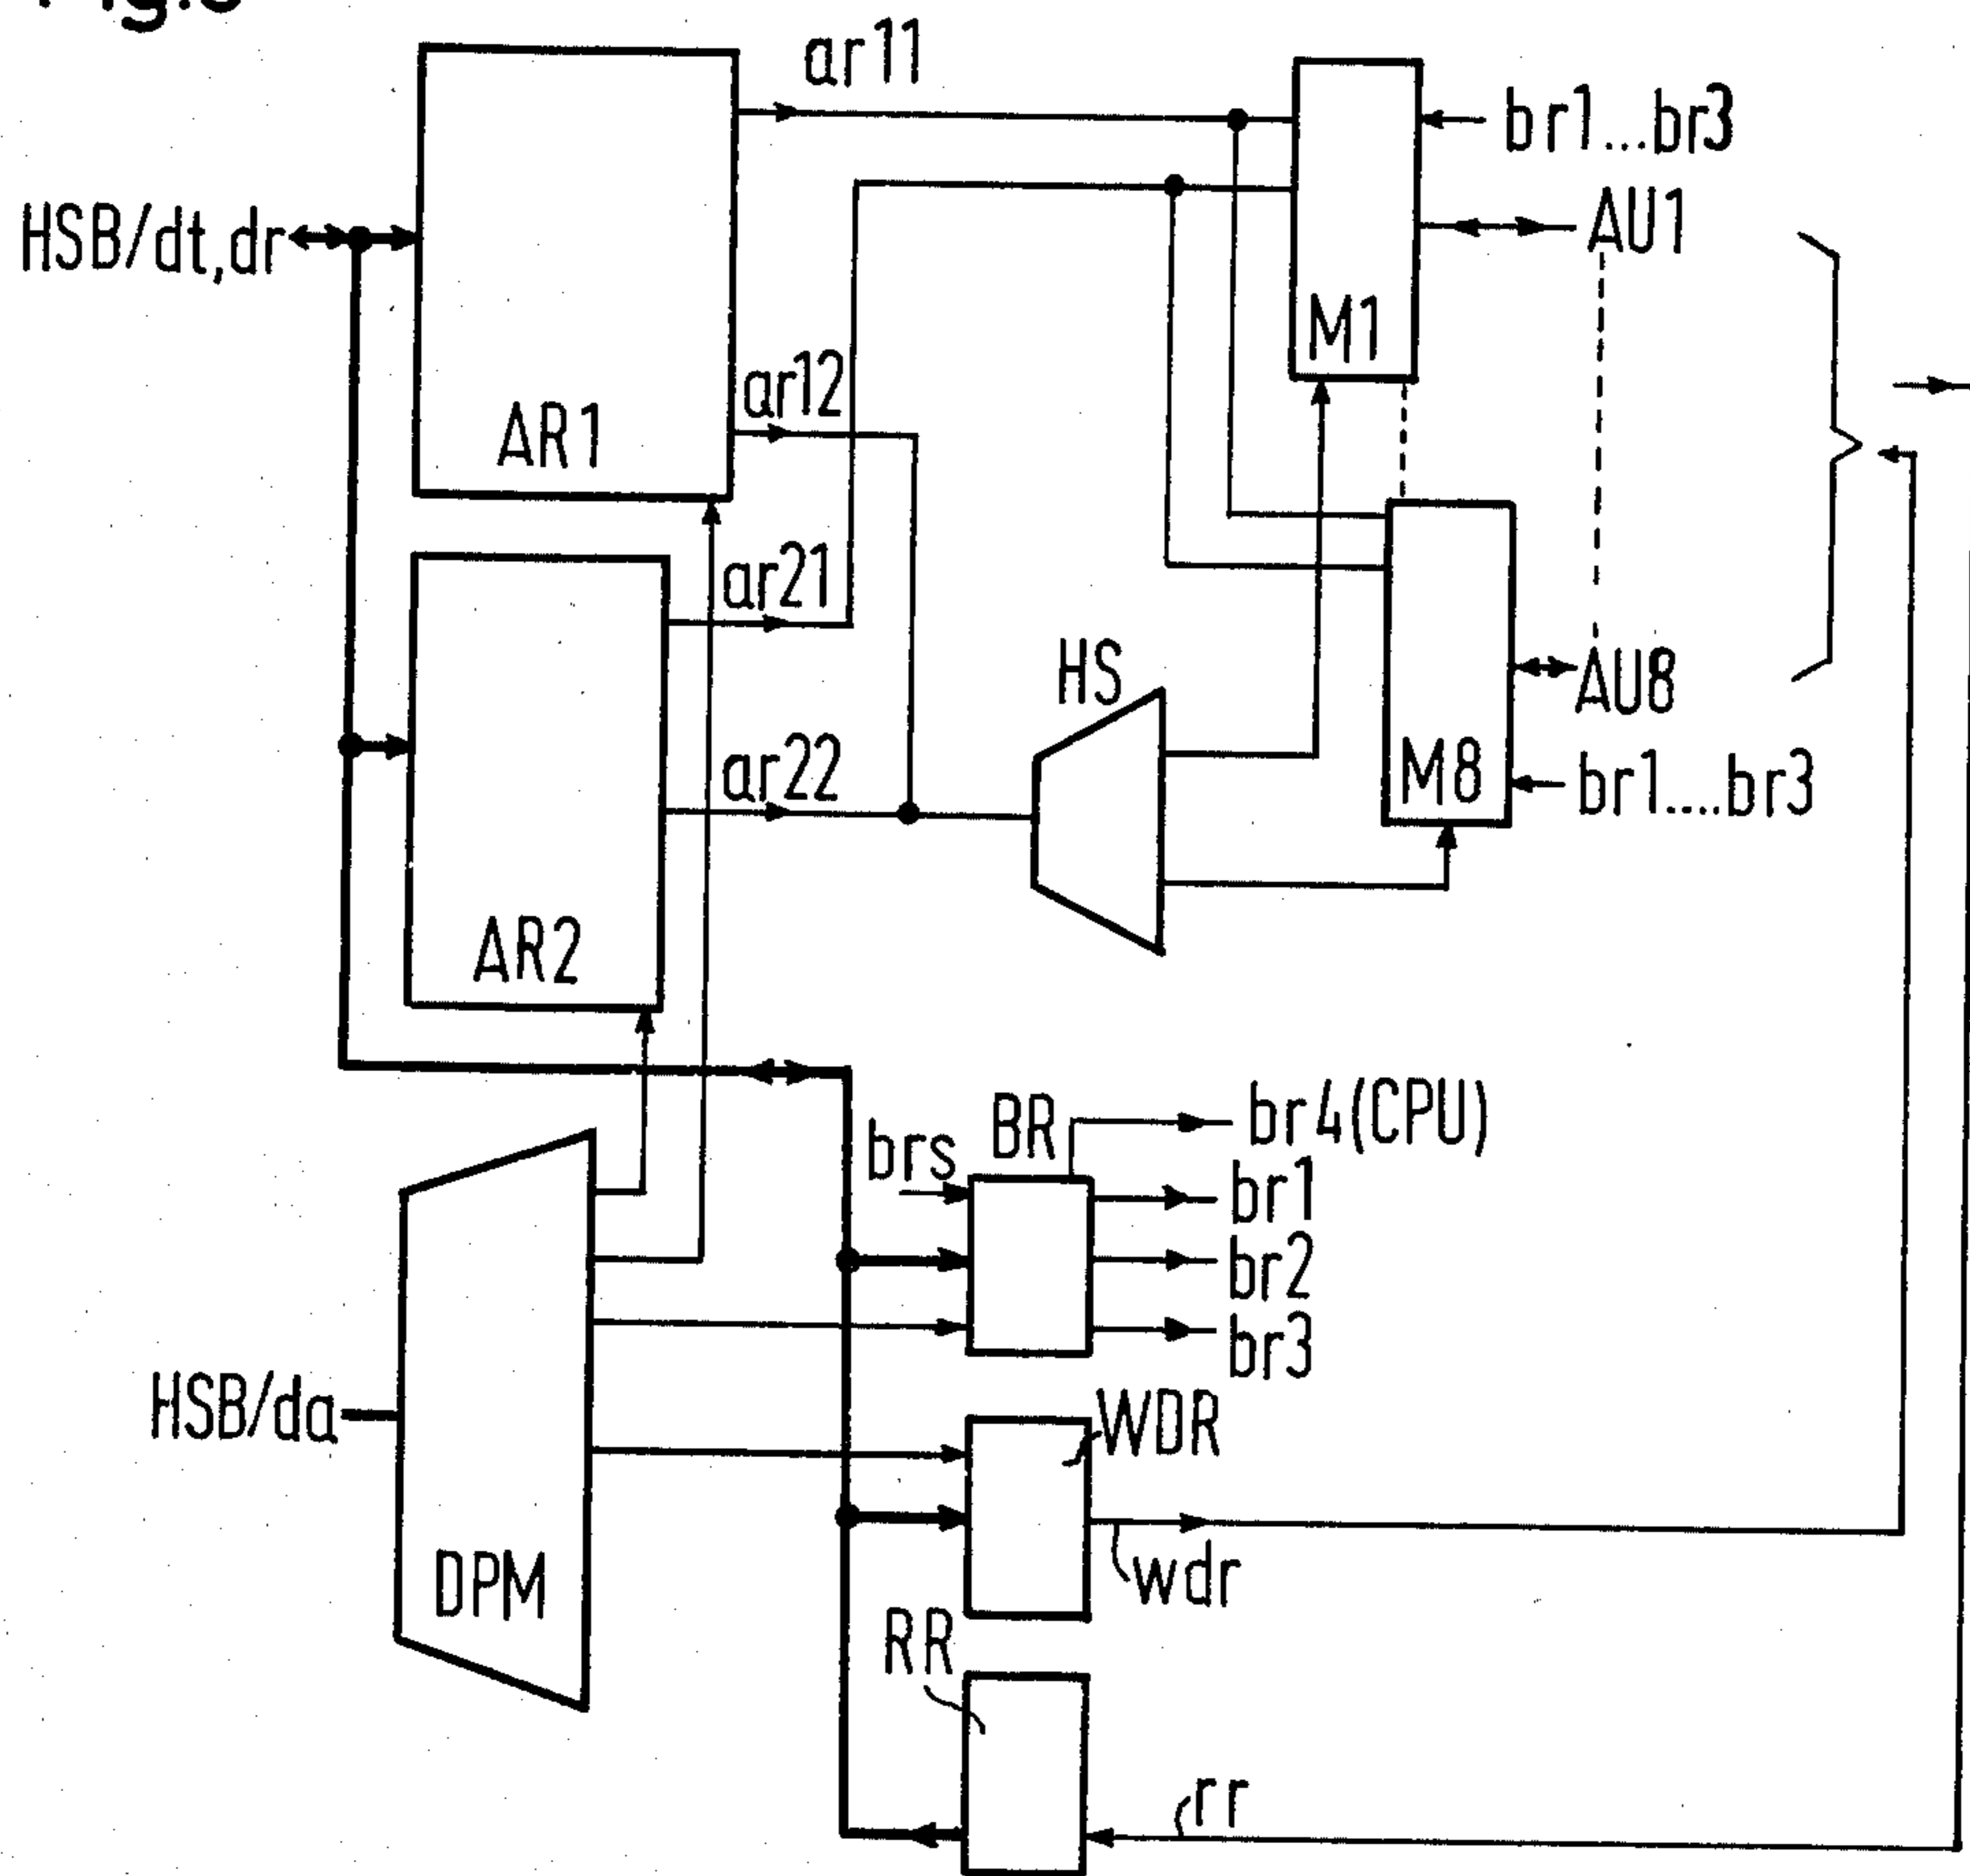 ar11
br1...br3
HSB/dt,dr
AU1
M1
ar12
AR1
ar21
HS
AU8
ar22
M8
br1....br3
AR2
br4(CPU)
BR
brs
br1
br2
br3
HSB/da
WDR
DPM
wdr
RR
rr